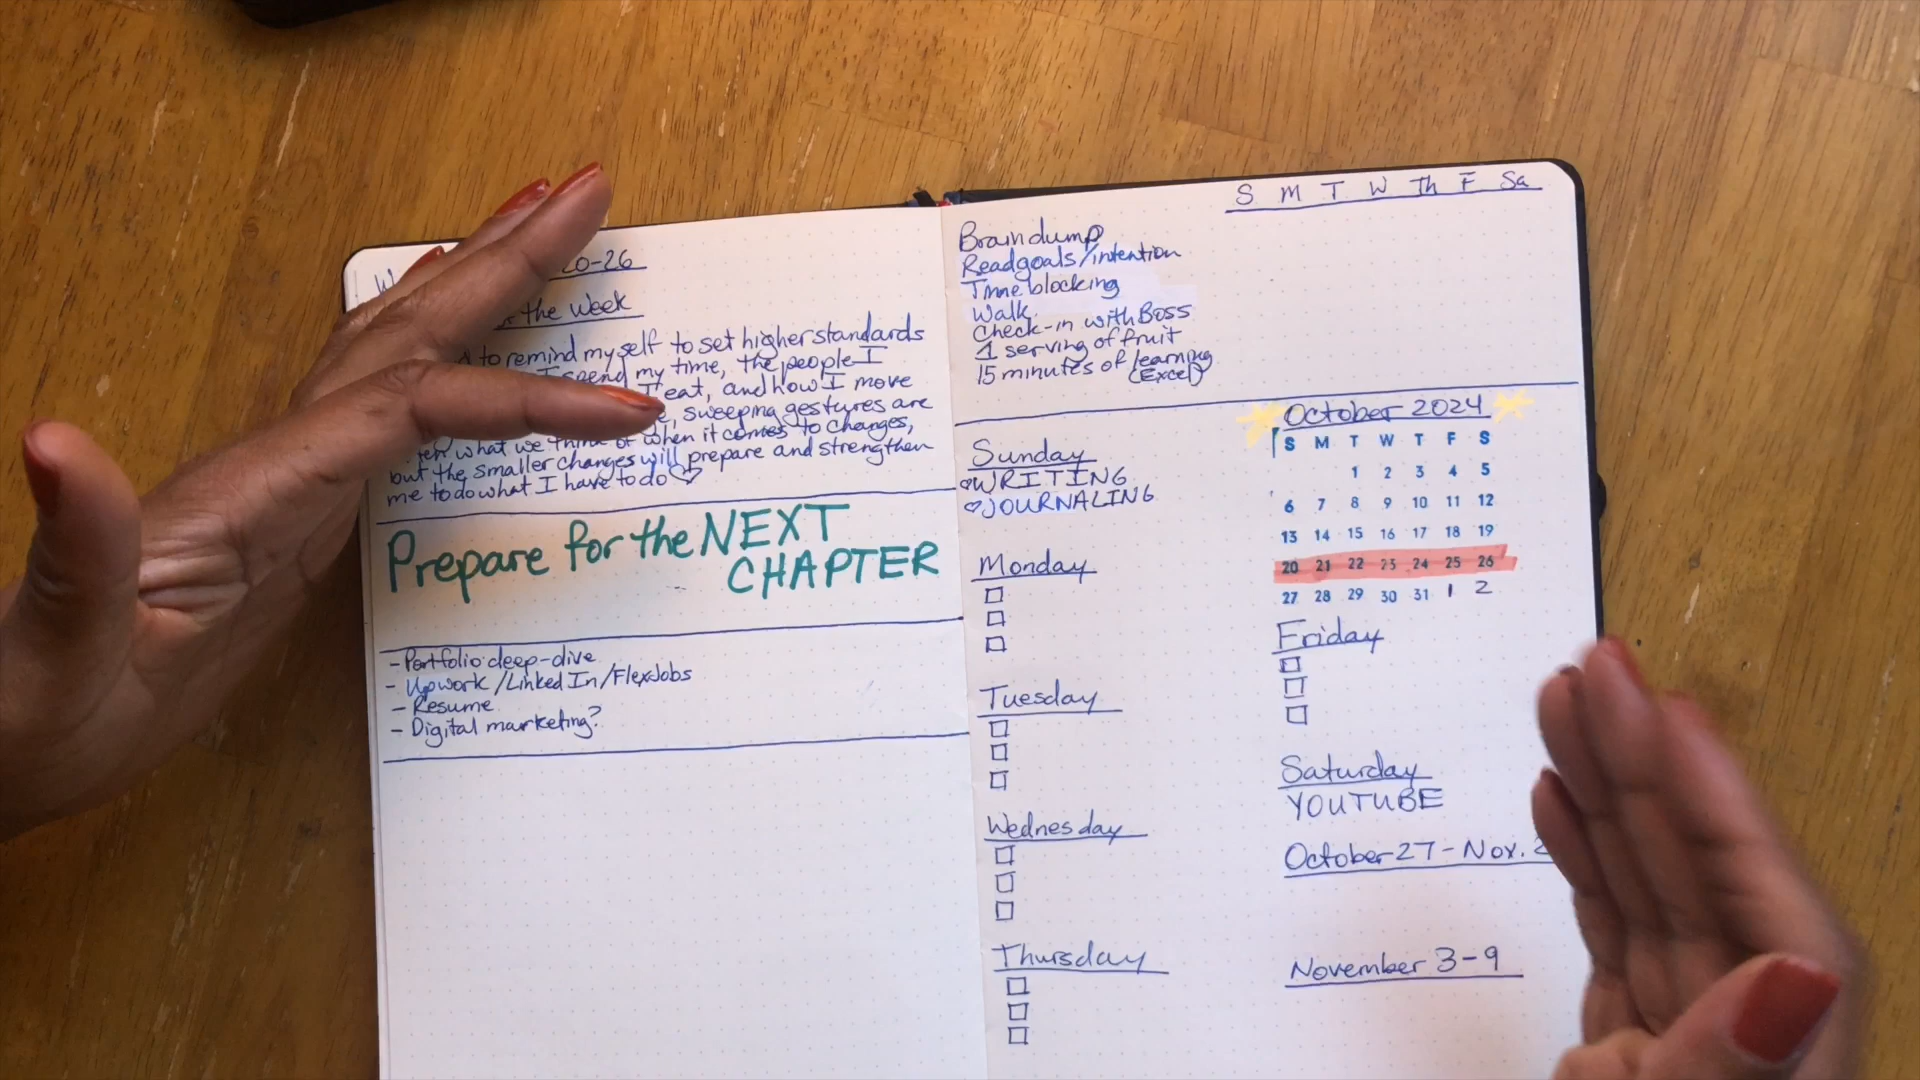 20-26
the Week
to remind myself to set higher standards
I spend my time, the people I
I eat, and how I move
sweeping gestures are
what we think of when it comes to changes,
but the smaller changes will prepare and strengthen
me to do what I have to do ♡
Prepare for the NEXT
CHAPTER
- Portfolio deep-dive
- Upwork/LinkedIn/FlexJobs
- Resume
- Digital marketing?
S M T W Th F Sa
Braindump
Read goals/intention
Time blocking
Walk
Check-in with Boss
1 serving of fruit
15 minutes of learning
(Excel)
Sunday
♡WRITING
♡JOURNALING
Monday
Tuesday
Wednesday
Thursday
October 2024
S M T W T F S
1 2 3 4 5
6 7 8 9 10 11 12
13 14 15 16 17 18 19
20 21 22 23 24 25 26
27 28 29 30 31 1 2
Friday
Saturday
YOUTUBE
October 27 - Nov. 2
November 3-9